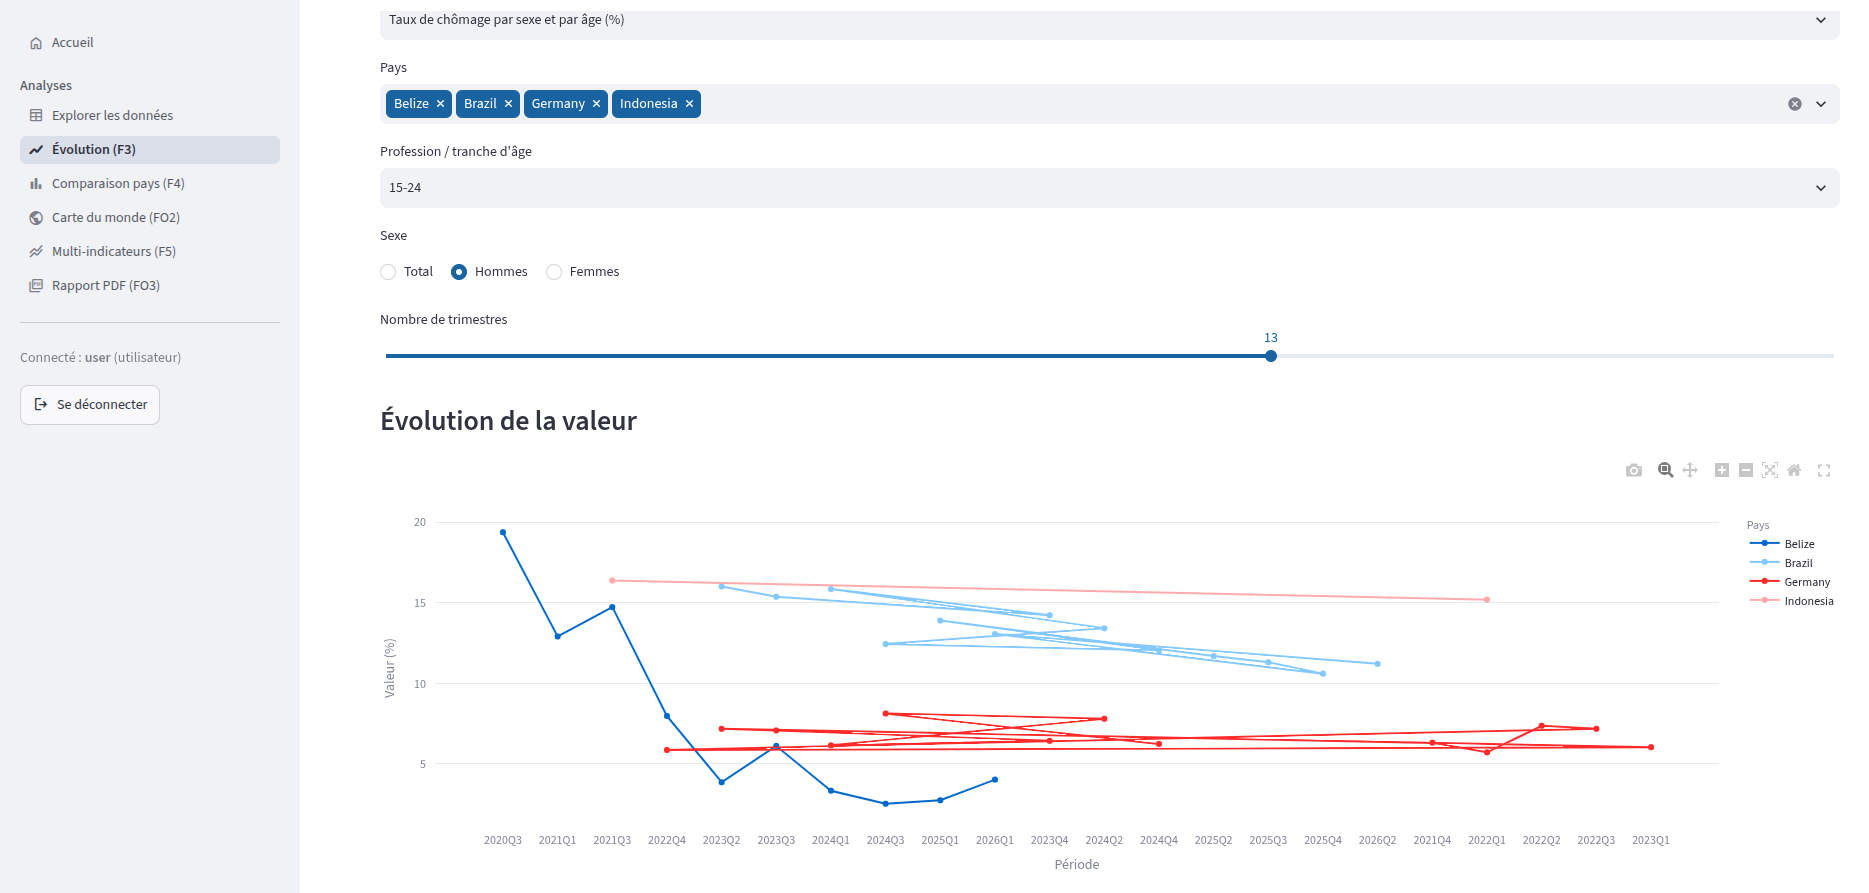 Accueil
Analyses
Explorer les données
Évolution (F3)
Comparaison pays (F4)
Carte du monde (FO2)
Multi-indicateurs (F5)
Rapport PDF (FO3)
Connecté : user (utilisateur)
Se déconnecter
Taux de chômage par sexe et par âge (%)
Pays
Belize Brazil Germany Indonesia
Profession / tranche d'âge
15-24
Sexe
Total Hommes Femmes
Nombre de trimestres
13
Évolution de la valeur
Pays
Belize
Brazil
Germany
Indonesia
Valeur (%)
20
15
10
5
2020Q3 2021Q1 2021Q3 2022Q4 2023Q2 2023Q3 2024Q1 2024Q3 2025Q1 2026Q1 2023Q4 2024Q2 2024Q4 2025Q2 2025Q3 2025Q4 2026Q2 2021Q4 2022Q1 2022Q2 2022Q3 2023Q1
Période